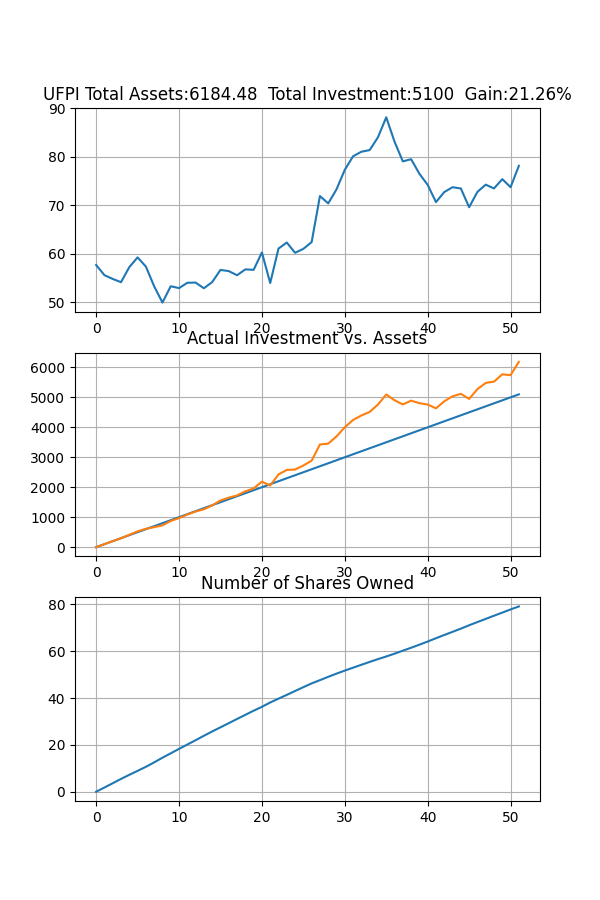 UFPI Total Assets:6184.48  Total Investment:5100  Gain:21.26%
90
80
70
60
50
0 10 20 30 40 50
Actual Investment vs. Assets
6000
5000
4000
3000
2000
1000
0
0 10 20 30 40 50
Number of Shares Owned
80
60
40
20
0
0 10 20 30 40 50